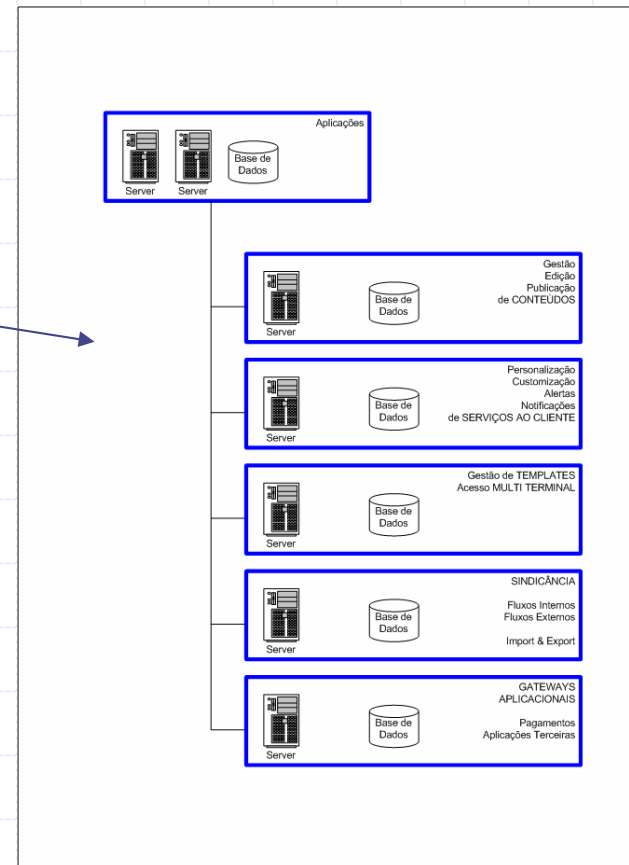 Aplicações
Base de
Dados
Server
Server
Gestão
Edição
Publicação
de CONTEÚDOS
Base de
Dados
Server
Personalização
Customização
Alertas
Notificações
de SERVIÇOS AO CLIENTE
Base de
Dados
Server
Gestão de TEMPLATES
Acesso MULTI TERMINAL
Base de
Dados
Server
SINDICÂNCIA
Fluxos Internos
Fluxos Externos
Import & Export
Base de
Dados
Server
GATEWAYS
APLICACIONAIS
Pagamentos
Aplicações Terceiras
Base de
Dados
Server